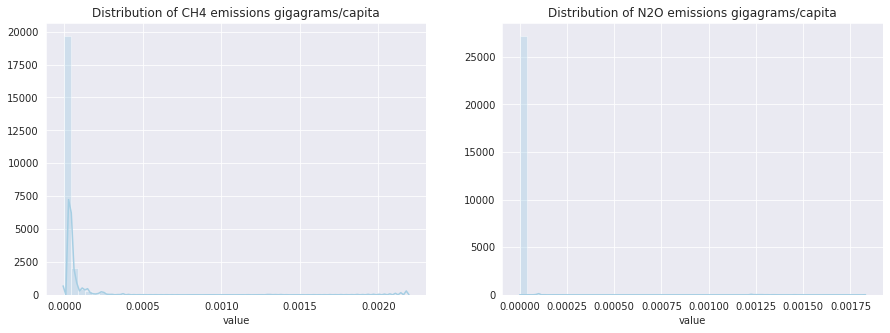 Distribution of CH4 emissions gigagrams/capita
20000
17500
15000
12500
10000
7500
5000
2500
0
0.0000 0.0005 0.0010 0.0015 0.0020
value
Distribution of N2O emissions gigagrams/capita
25000
20000
15000
10000
5000
0
0.00000 0.00025 0.00050 0.00075 0.00100 0.00125 0.00150 0.00175
value